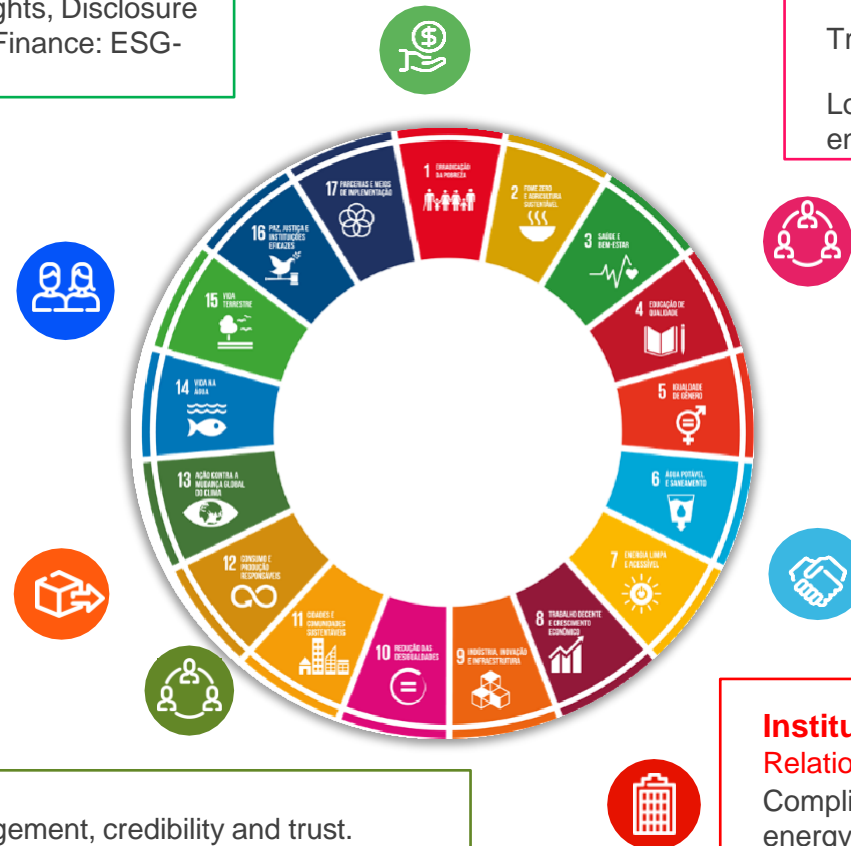 ghts, Disclosure
Finance: ESG-
Tr
Lo
en
1 ERRADICAÇÃO
DA POBREZA
2 FOME ZERO
E AGRICULTURA
SUSTENTÁVEL
3 SAÚDE E
BEM-ESTAR
4 EDUCAÇÃO DE
QUALIDADE
5 IGUALDADE
DE GÊNERO
6 ÁGUA POTÁVEL
E SANEAMENTO
7 ENERGIA LIMPA
E ACESSÍVEL
8 TRABALHO DECENTE
E CRESCIMENTO
ECONÔMICO
9 INDÚSTRIA, INOVAÇÃO
E INFRAESTRUTURA
10 REDUÇÃO DAS
DESIGUALDADES
11 CIDADES E
COMUNIDADES
SUSTENTÁVEIS
12 CONSUMO E
PRODUÇÃO
RESPONSÁVEIS
13 AÇÃO CONTRA A
MUDANÇA GLOBAL
DO CLIMA
14 VIDA NA
ÁGUA
15 VIDA
TERRESTRE
16 PAZ, JUSTIÇA E
INSTITUIÇÕES
EFICAZES
17 PARCERIAS E MEIOS
DE IMPLEMENTAÇÃO
Institu
Relatio
Compli
energy
gement, credibility and trust.